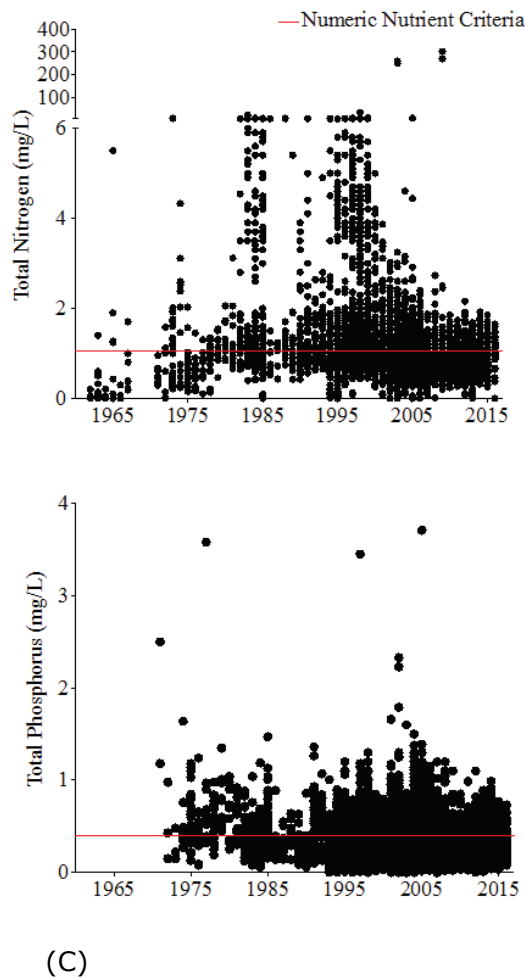 Numeric Nutrient Criteria
Total Nitrogen (mg/L)
400
300
200
100
6
4
2
0
1965 1975 1985 1995 2005 2015
Total Phosphorus (mg/L)
4
3
2
1
0
1965 1975 1985 1995 2005 2015
(C)